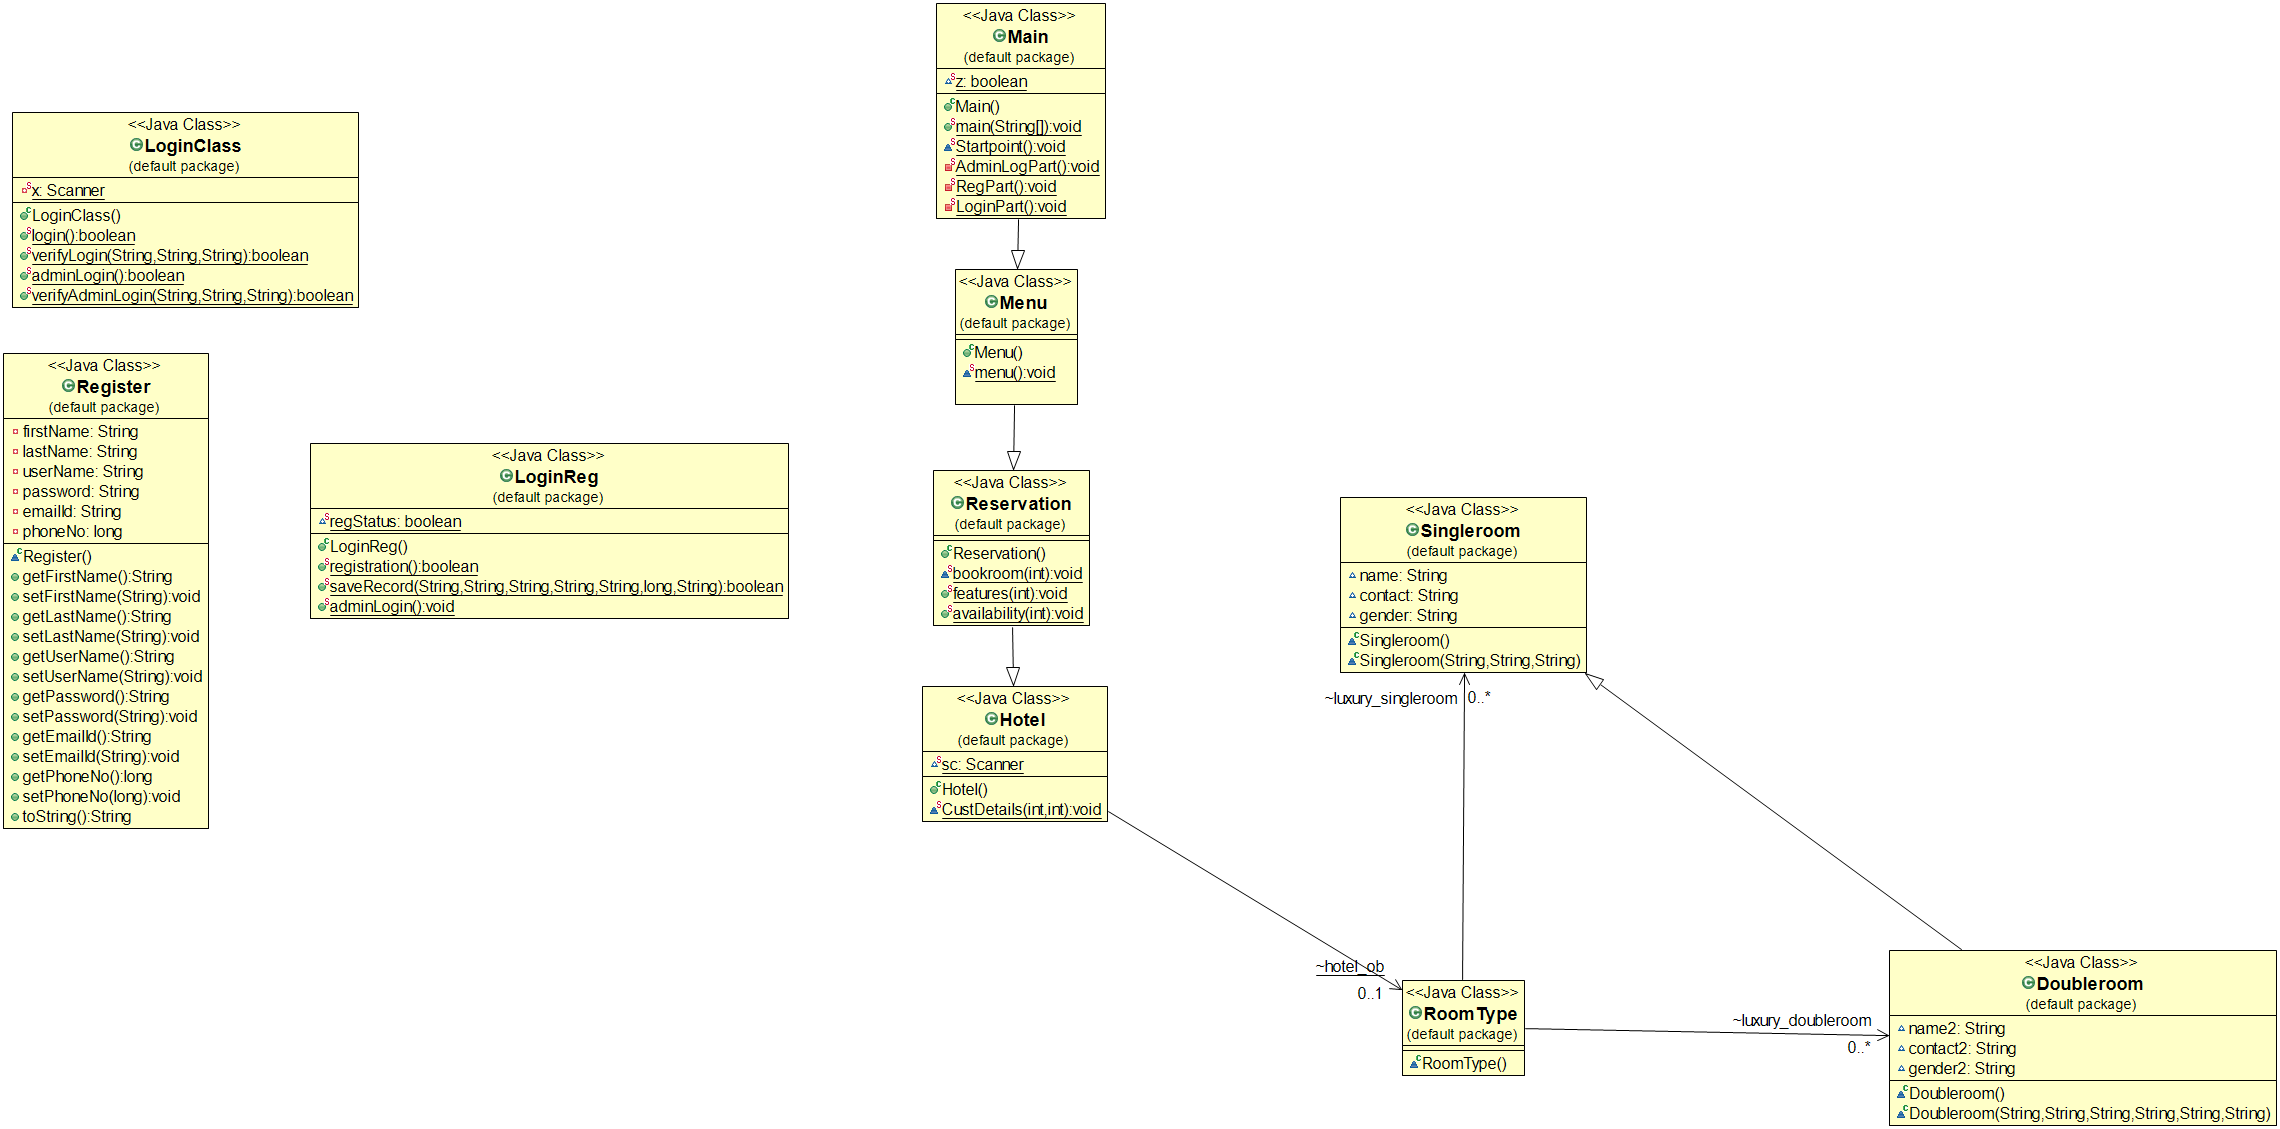 <<Java Class>>
Main
(default package)
z: boolean
Main()
main(String[]):void
Startpoint():void
AdminLogPart():void
RegPart():void
LoginPart():void
<<Java Class>>
LoginClass
(default package)
x: Scanner
LoginClass()
login():boolean
verifyLogin(String,String,String):boolean
adminLogin():boolean
verifyAdminLogin(String,String,String):boolean
<<Java Class>>
Menu
(default package)
Menu()
menu():void
<<Java Class>>
Register
(default package)
firstName: String
lastName: String
userName: String
password: String
emailId: String
phoneNo: long
Register()
getFirstName():String
setFirstName(String):void
getLastName():String
setLastName(String):void
getUserName():String
setUserName(String):void
getPassword():String
setPassword(String):void
getEmailId():String
setEmailId(String):void
getPhoneNo():long
setPhoneNo(long):void
toString():String
<<Java Class>>
LoginReg
(default package)
regStatus: boolean
LoginReg()
registration():boolean
saveRecord(String,String,String,String,String,long,String):boolean
adminLogin():void
<<Java Class>>
Reservation
(default package)
Reservation()
bookroom(int):void
features(int):void
availability(int):void
<<Java Class>>
Singleroom
(default package)
name: String
contact: String
gender: String
Singleroom()
Singleroom(String,String,String)
~luxury_singleroom 0..*
<<Java Class>>
Hotel
(default package)
sc: Scanner
Hotel()
CustDetails(int,int):void
~hotel_ob
0..1
<<Java Class>>
RoomType
(default package)
RoomType()
~luxury_doubleroom
0..*
<<Java Class>>
Doubleroom
(default package)
name2: String
contact2: String
gender2: String
Doubleroom()
Doubleroom(String,String,String,String,String,String)